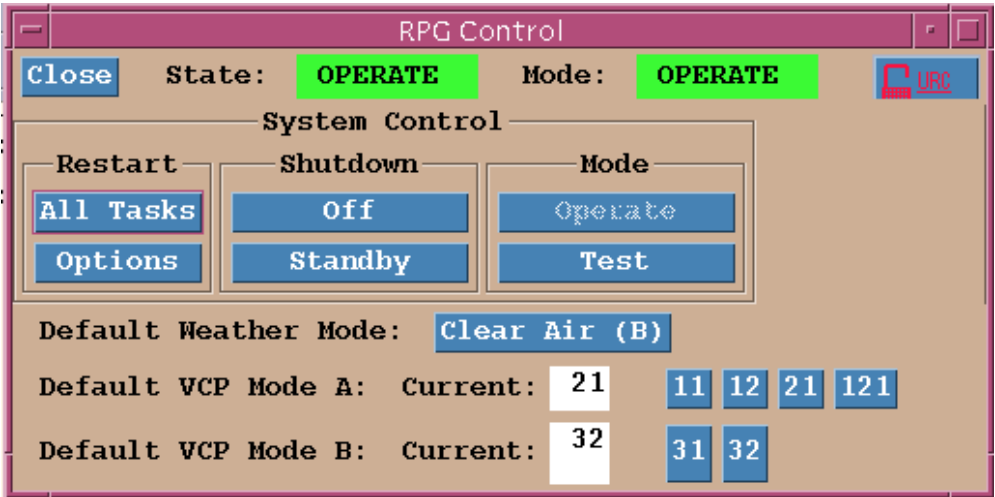 RPG Control
Close State: OPERATE Mode: OPERATE URC
System Control
Restart Shutdown Mode
All Tasks Off Operate
Options Standby Test
Default Weather Mode: Clear Air (B)
Default VCP Mode A: Current: 21 11 12 21 121
Default VCP Mode B: Current: 32 31 32